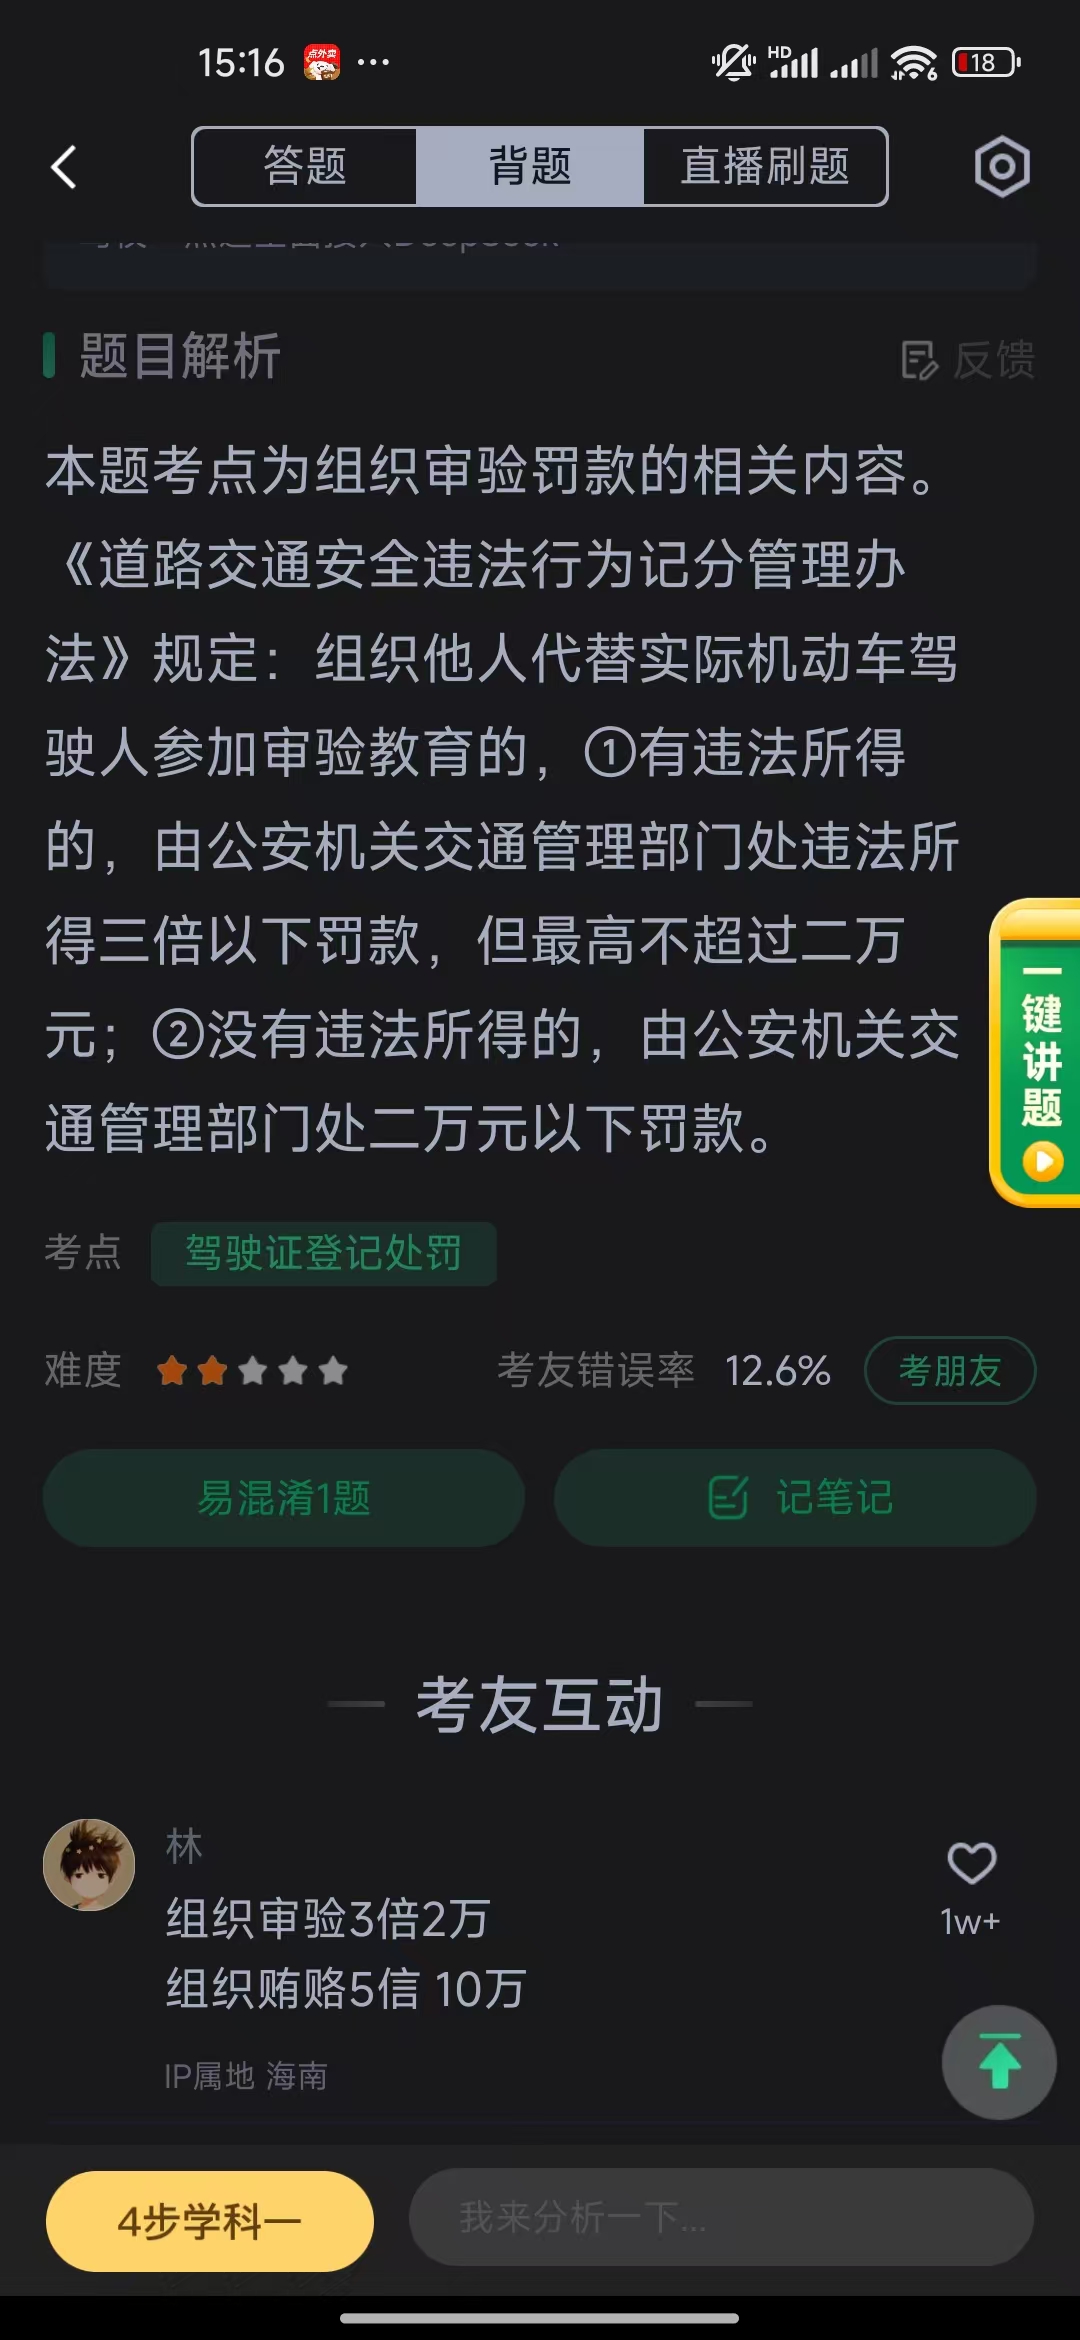 15:16
点外卖
HD
6
18
答题
背题
直播刷题
题目解析
反馈
本题考点为组织审验罚款的相关内容。
《道路交通安全违法行为记分管理办
法》规定：组织他人代替实际机动车驾
驶人参加审验教育的，①有违法所得
的，由公安机关交通管理部门处违法所
得三倍以下罚款，但最高不超过二万
元；②没有违法所得的，由公安机关交
通管理部门处二万元以下罚款。
一键讲题
考点
驾驶证登记处罚
难度
考友错误率 12.6%
考朋友
易混淆1题
记笔记
考友互动
林
组织审验3倍2万
组织贿赂5信 10万
1w+
IP属地 海南
4步学科一
我来分析一下...